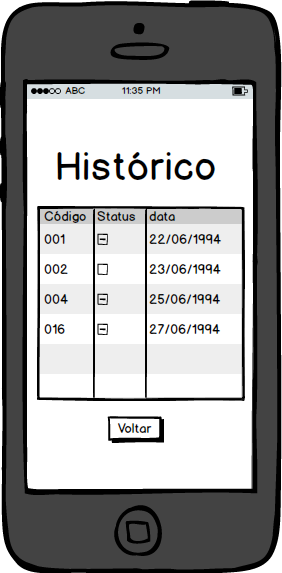 ABC 11:35 PM
Histórico
Código Status data
001 22/06/1994
002 23/06/1994
004 25/06/1994
016 27/06/1994
Voltar